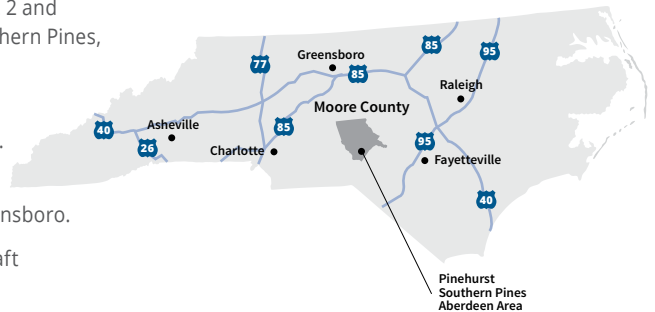 2 and
hern Pines,
.
nsboro.
aft
85
95
Greensboro
77
85
Raleigh
Moore County
40
Asheville
85
26
Charlotte
95
Fayetteville
40
Pinehurst
Southern Pines
Aberdeen Area